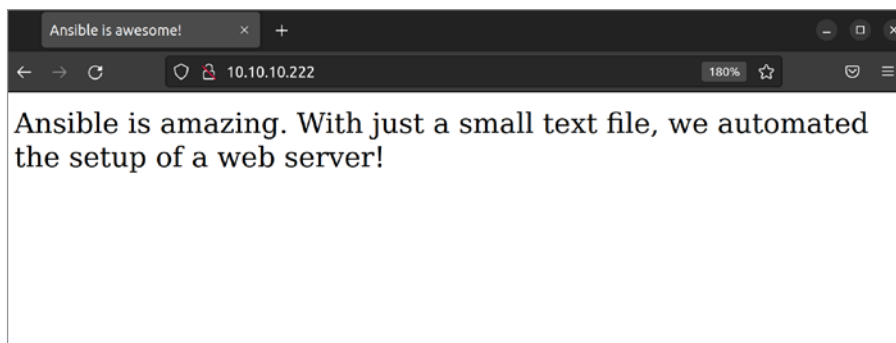 Ansible is awesome!
10.10.10.222
180%
Ansible is amazing. With just a small text file, we automated
the setup of a web server!